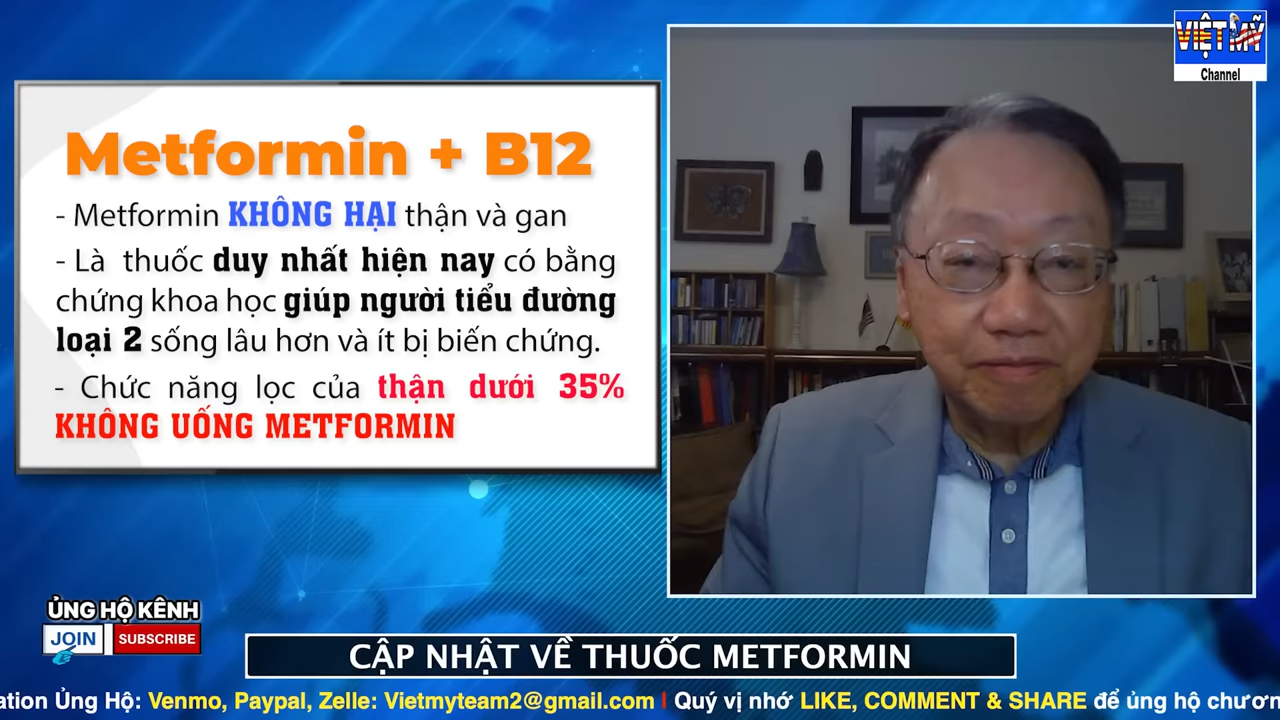 VIỆT MỸ
Channel
Metformin + B12
- Metformin KHÔNG HẠI thận và gan
- Là thuốc duy nhất hiện nay có bằng
chứng khoa học giúp người tiểu đường
loại 2 sống lâu hơn và ít bị biến chứng.
- Chức năng lọc của thận dưới 35%
KHÔNG UỐNG METFORMIN
ỦNG HỘ KÊNH
JOIN SUBSCRIBE
CẬP NHẬT VỀ THUỐC METFORMIN
ation Ủng Hộ: Venmo, Paypal, Zelle: Vietmyteam2@gmail.com I Quý vị nhớ LIKE, COMMENT & SHARE để ủng hộ chươn